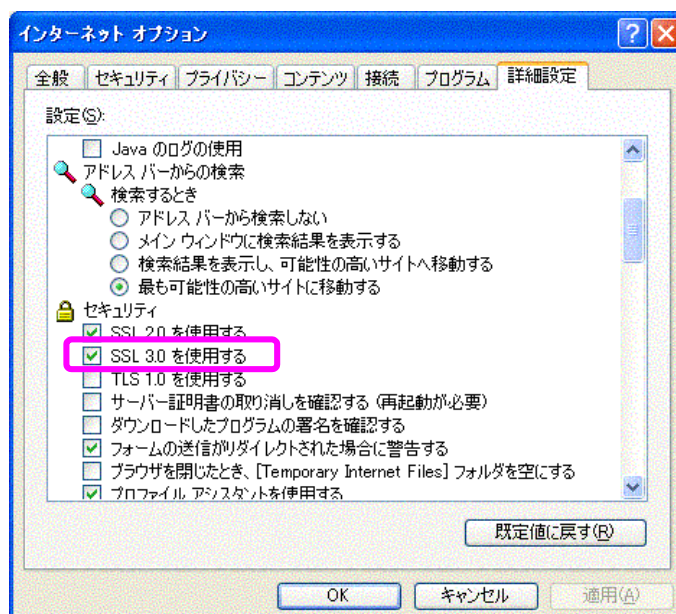 インターネット オプション
全般 セキュリティ プライバシー コンテンツ 接続 プログラム 詳細設定
設定(S):
Java のログの使用
アドレス バーからの検索
検索するとき
アドレス バーから検索しない
メイン ウィンドウに検索結果を表示する
検索結果を表示し、可能性の高いサイトへ移動する
最も可能性の高いサイトに移動する
セキュリティ
SSL 2.0 を使用する
SSL 3.0 を使用する
TLS 1.0 を使用する
サーバー証明書の取り消しを確認する (再起動が必要)
ダウンロードしたプログラムの署名を確認する
フォームの送信がリダイレクトされた場合に警告する
ブラウザを閉じたとき、[Temporary Internet Files] フォルダを空にする
プロファイル アシスタントを使用する
既定値に戻す(R)
OK キャンセル 適用(A)